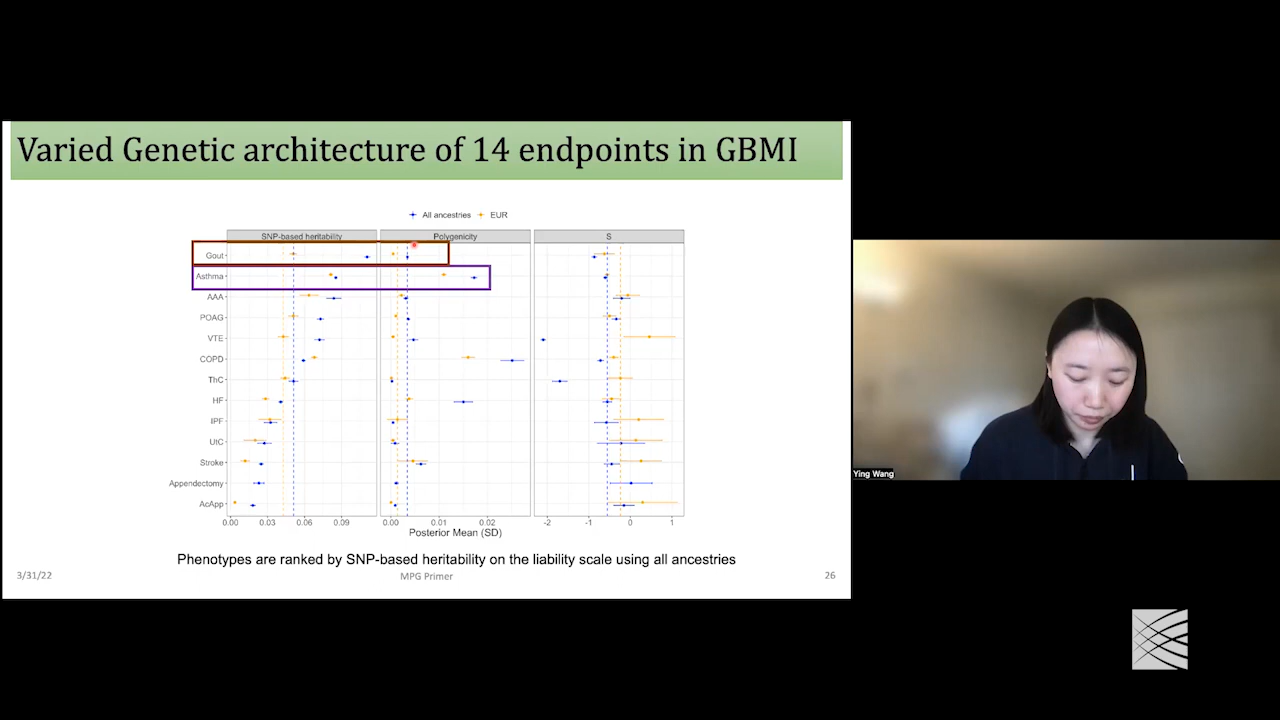 Varied Genetic architecture of 14 endpoints in GBMI
All ancestries EUR
SNP-based heritability Polygenicity S
Gout
Asthma
AAA
POAG
VTE
COPD
ThC
HF
IPF
UtC
Stroke
Appendectomy
AcApp
0.00 0.03 0.06 0.09 0.00 0.01 0.02 -2 -1 0 1
Posterior Mean (SD)
Phenotypes are ranked by SNP-based heritability on the liability scale using all ancestries
3/31/22 MPG Primer 26
Ying Wang